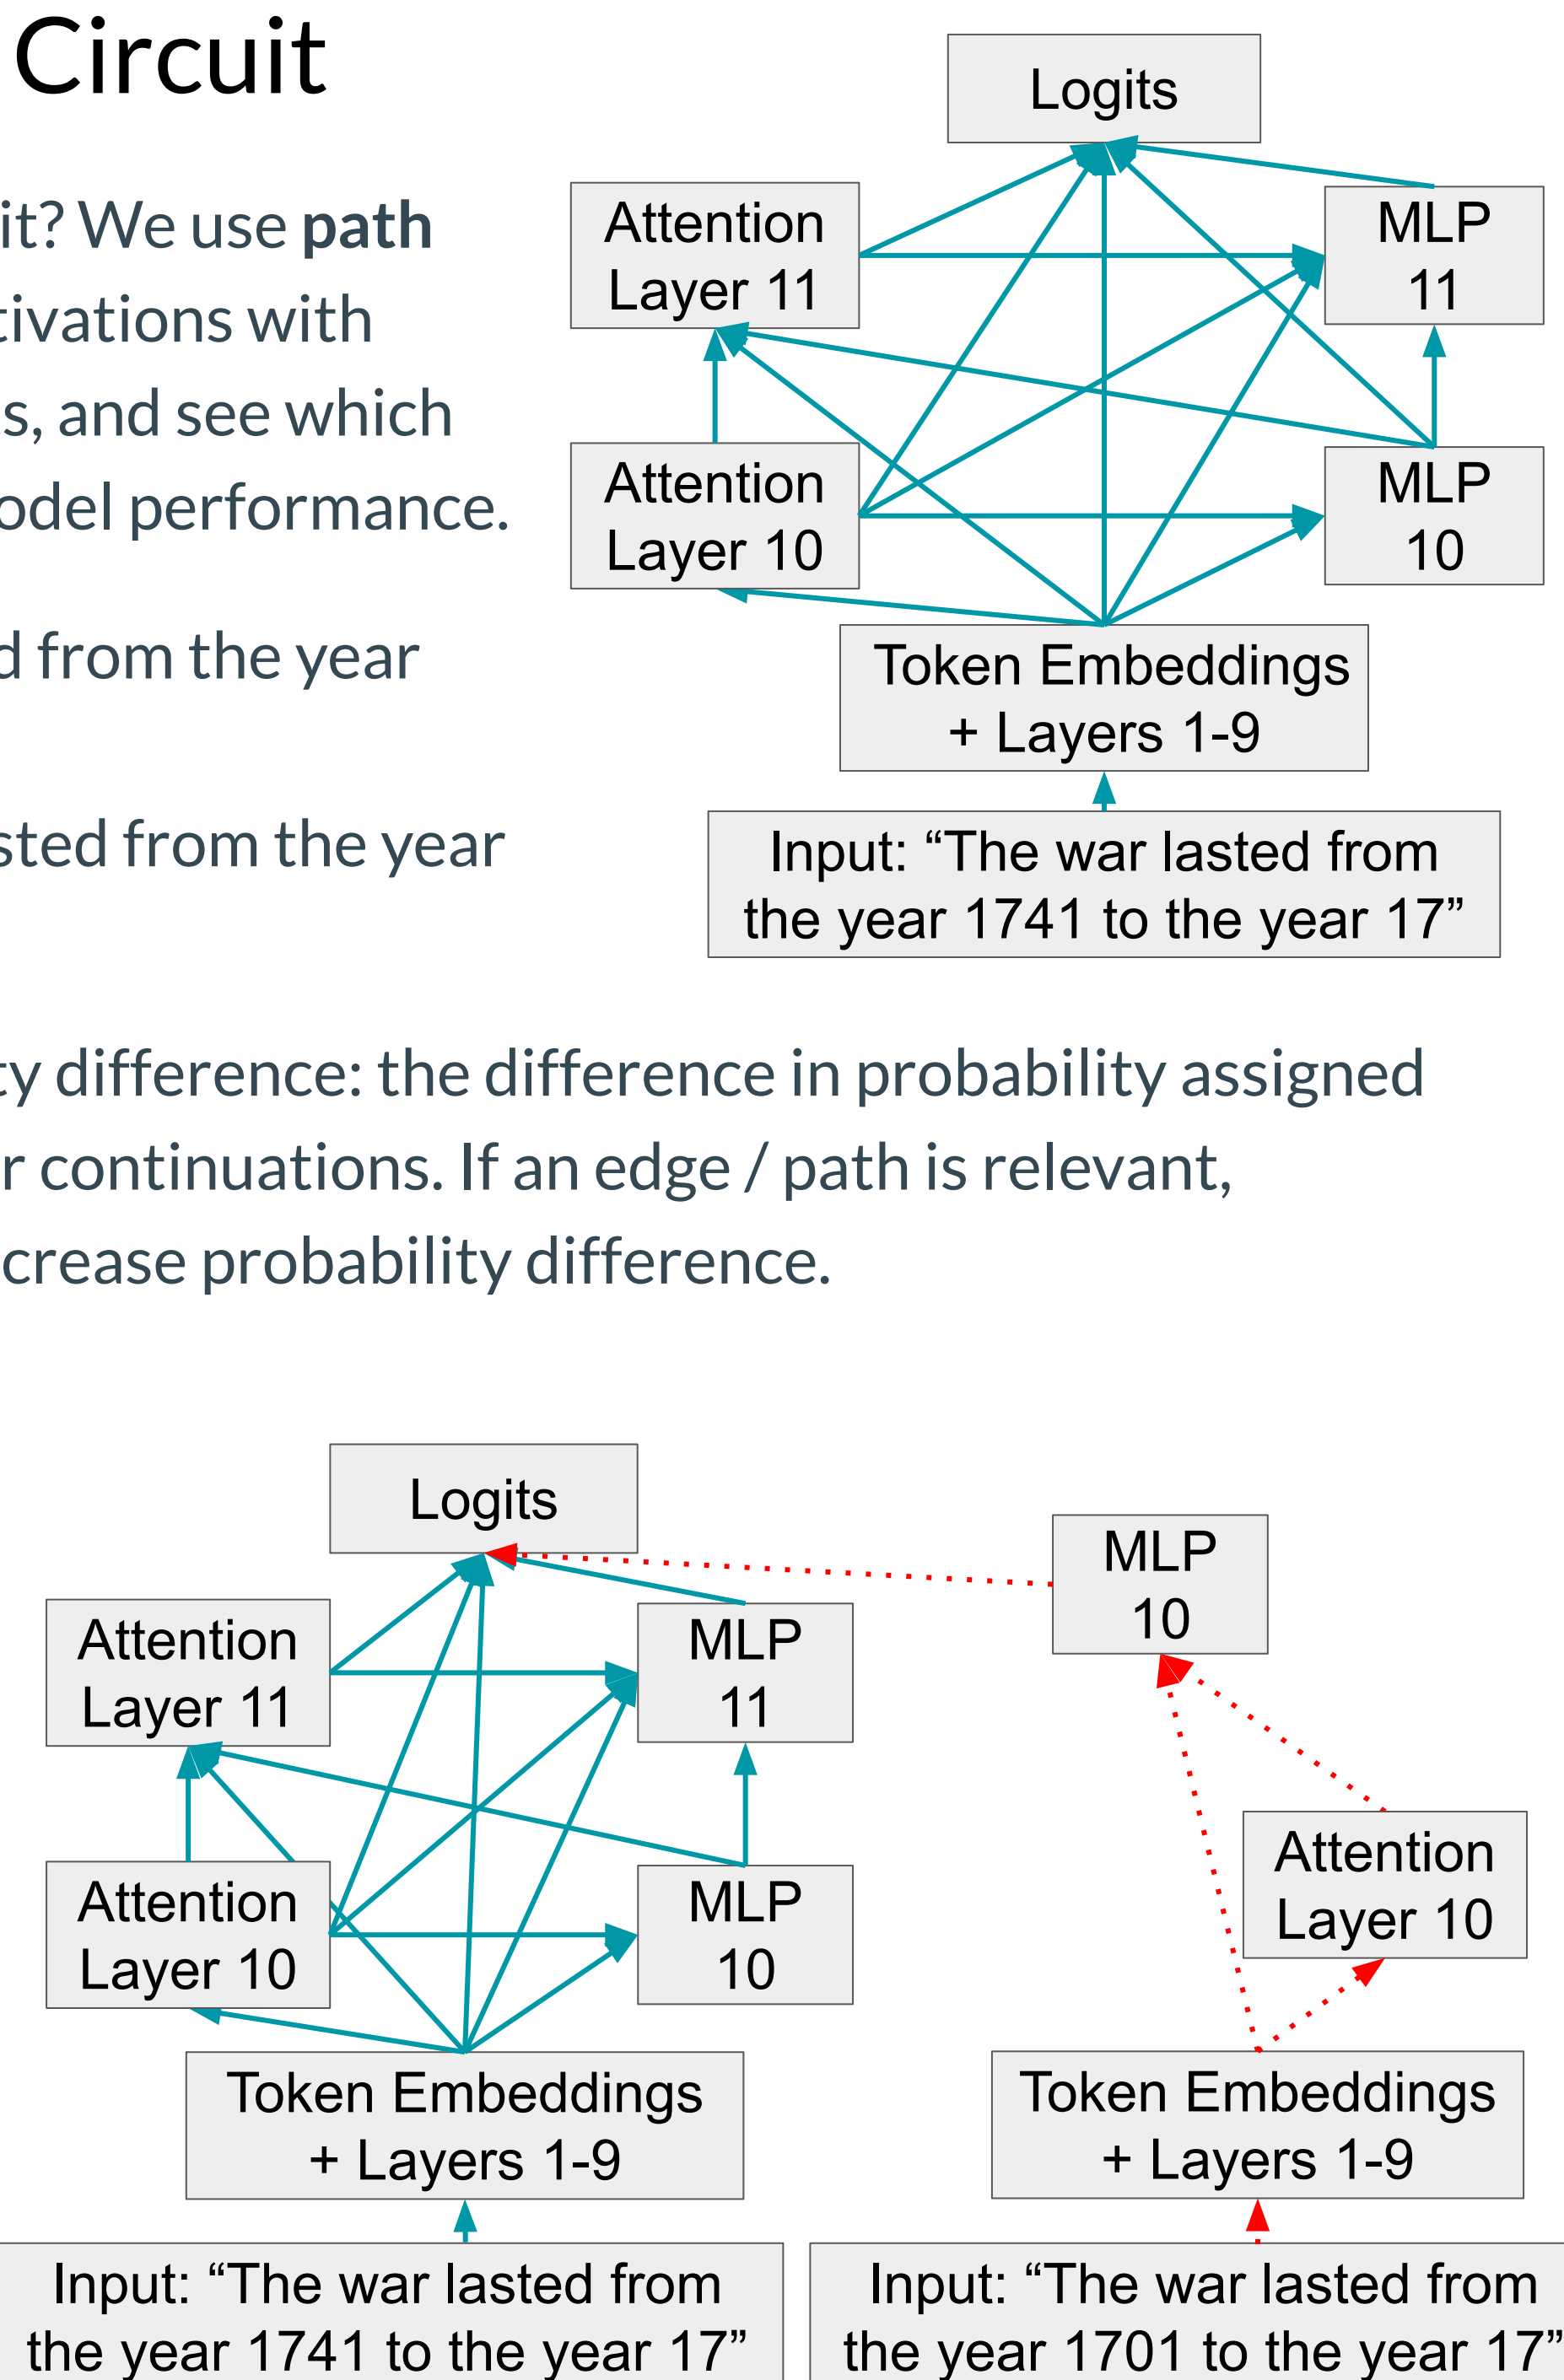 Circuit
it? We use path
tivations with
s, and see which
odel performance.
d from the year
sted from the year
Logits
Attention
Layer 11
MLP
11
Attention
Layer 10
MLP
10
Token Embeddings
+ Layers 1-9
Input: “The war lasted from
the year 1741 to the year 17”
ty difference: the difference in probability assigned
r continuations. If an edge / path is relevant,
crease probability difference.
Logits
Attention
Layer 11
MLP
11
Attention
Layer 10
MLP
10
Token Embeddings
+ Layers 1-9
Input: “The war lasted from
the year 1741 to the year 17”
MLP
10
Attention
Layer 10
Token Embeddings
+ Layers 1-9
Input: “The war lasted from
the year 1701 to the year 17”